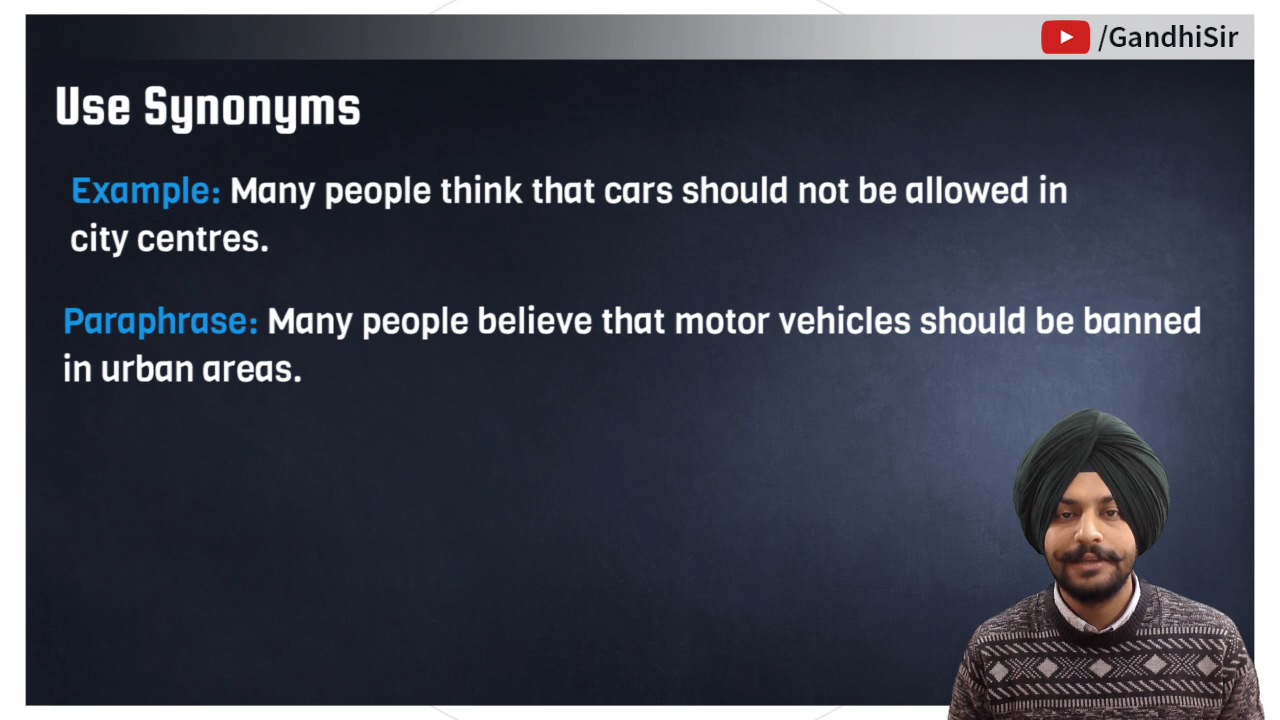 /GandhiSir
Use Synonyms
Example: Many people think that cars should not be allowed in
city centres.
Paraphrase: Many people believe that motor vehicles should be banned
in urban areas.